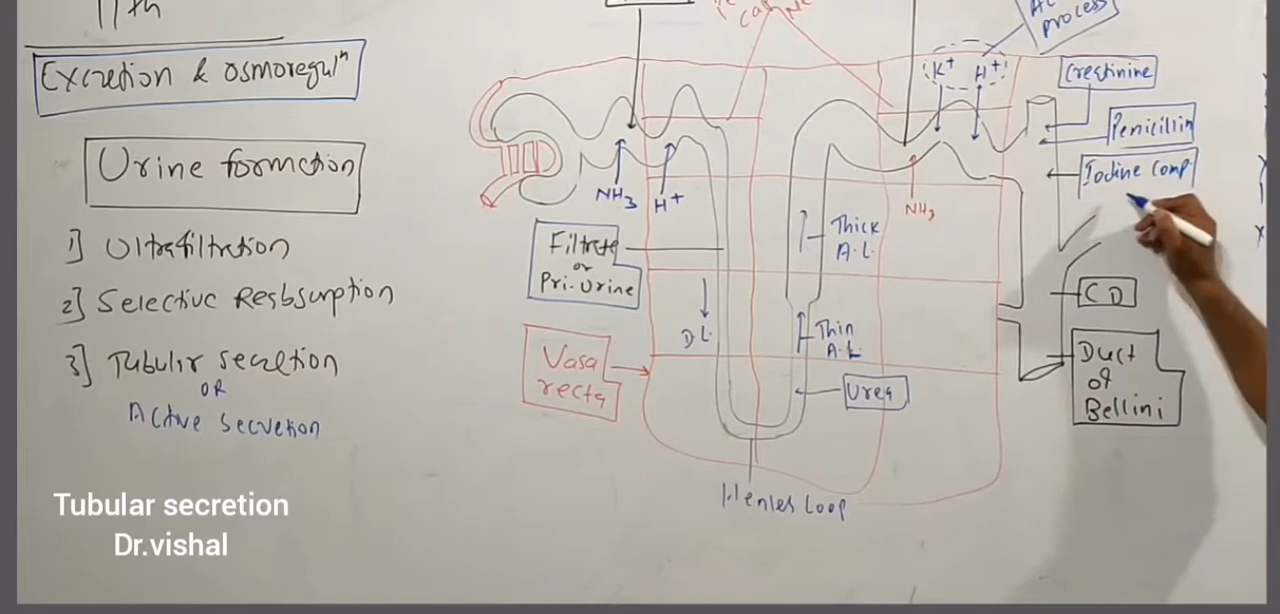 11th
Excretion & osmoregulⁿ
Urine formation
1] Ultrafiltration
2] Selective Reabsurption
3] Tubular secretion
OR
Active secretion
process
K+
H+
Creatinine
Penicillin
Iodine Comp.
NH3
H+
NH3
Filtrate
or
Pri-Urine
Thick
A.L.
D.L.
Thin
A.L.
Vasa
recta
Urea
CD
Duct
of
Bellini
Henles Loop
Tubular secretion
Dr.vishal